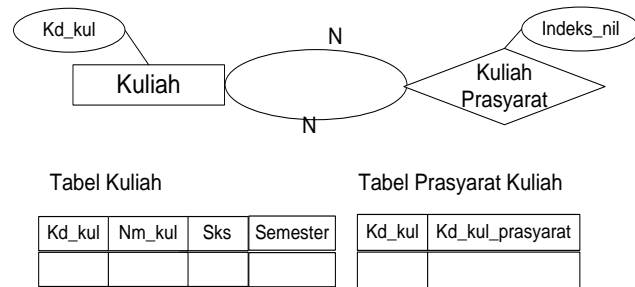 Kd_kul
N
Indeks_nil
Kuliah
Kuliah
Prasyarat
N
Tabel Kuliah
Tabel Prasyarat Kuliah
Kd_kul Nm_kul Sks Semester
Kd_kul Kd_kul_prasyarat